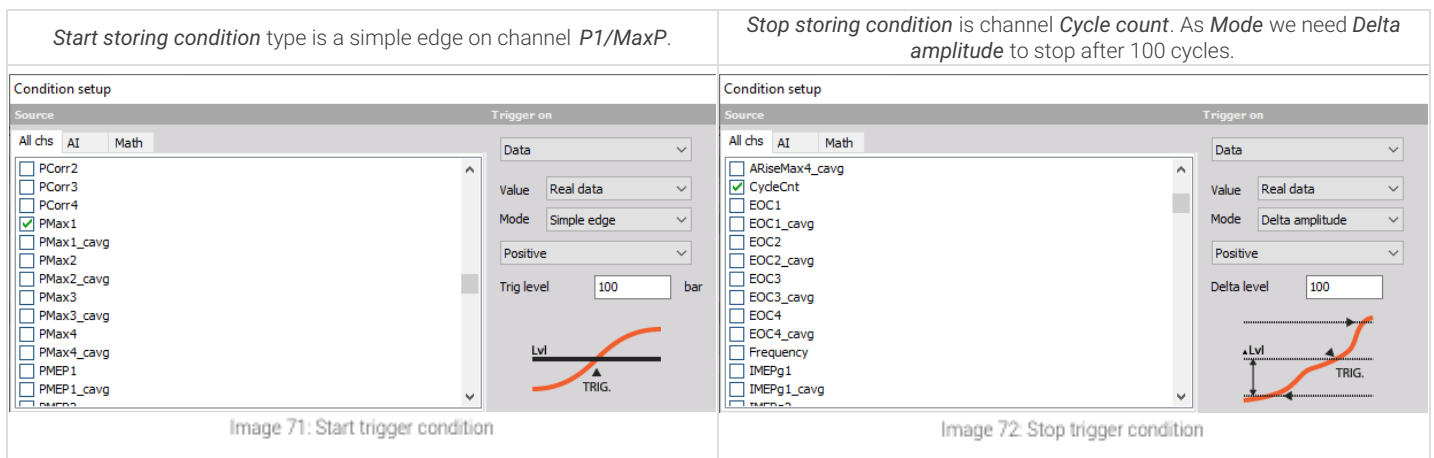 Start storing condition type is a simple edge on channel P1/MaxP.
Condition setup
Source
Trigger on
All chs AI Math
PCorr2
PCorr3
PCorr4
PMax1
PMax1_cavg
PMax2
PMax2_cavg
PMax3
PMax3_cavg
PMax4
PMax4_cavg
PMEP1
PMEP1_cavg
PMEP2
Data
Value Real data
Mode Simple edge
Positive
Trig level 100 bar
Lvl
TRIG.
Image 71: Start trigger condition
Stop storing condition is channel Cycle count. As Mode we need Delta
amplitude to stop after 100 cycles.
Condition setup
Source
Trigger on
All chs AI Math
ARiseMax4_cavg
CycleCnt
EOC1
EOC1_cavg
EOC2
EOC2_cavg
EOC3
EOC3_cavg
EOC4
EOC4_cavg
Frequency
IMEPg1
IMEPg1_cavg
IMEPg2
Data
Value Real data
Mode Delta amplitude
Positive
Delta level 100
▲Lvl
TRIG.
Image 72: Stop trigger condition